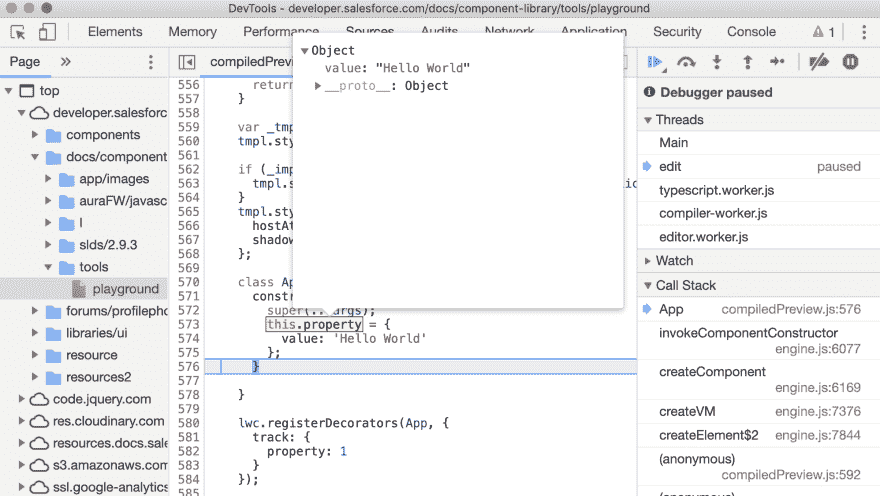 DevTools - developer.salesforce.com/docs/component-library/tools/playground
Elements Memory Sources Audits Network Application Security Console 1
Page
top
developer.salesforc
components
docs/component
app/images
auraFW/javasc
l
slds/2.9.3
tools
playground
forums/profilepho
libraries/ui
resource
resources2
code.jquery.com
res.cloudinary.com
resources.docs.sale
s3.amazonaws.com
ssl.google-analytics
compiledPrev
Object
value: "Hello World"
__proto__: Object
556 return
557 }
558
559 var _tmp
560 tmpl.sty
561
562 if (_imp
563 tmpl.s
564 }
565 tmpl.sty
566 hostAt
567 shadow
568 };
569
570 class Ap
571 constr
572 super(...args);
573 this.property = {
574 value: 'Hello World'
575 };
576 }
577
578 }
579
580 lwc.registerDecorators(App, {
581 track: {
582 property: 1
583 }
584 });
585
Debugger paused
Threads
Main
edit paused
typescript.worker.js
compiler-worker.js
editor.worker.js
Watch
Call Stack
App compiledPreview.js:576
invokeComponentConstructor
engine.js:6077
createComponent
engine.js:6169
createVM engine.js:7376
createElement$2 engine.js:7844
(anonymous)
compiledPreview.js:592